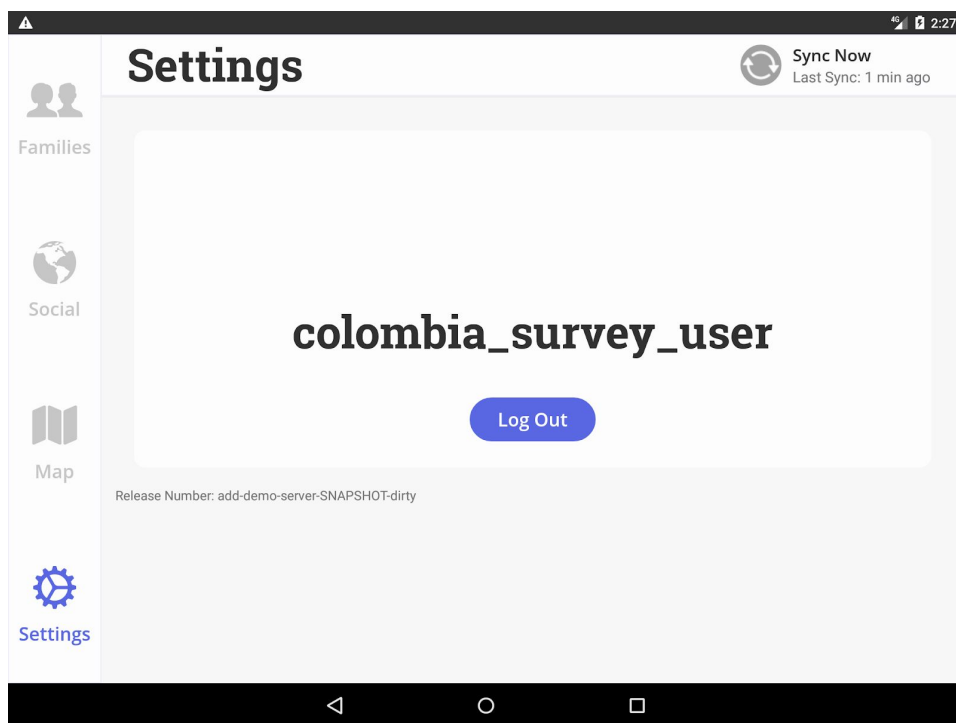 4G 2:27
Settings
Sync Now
Last Sync: 1 min ago
Families
Social
Map
Settings
colombia_survey_user
Log Out
Release Number: add-demo-server-SNAPSHOT-dirty